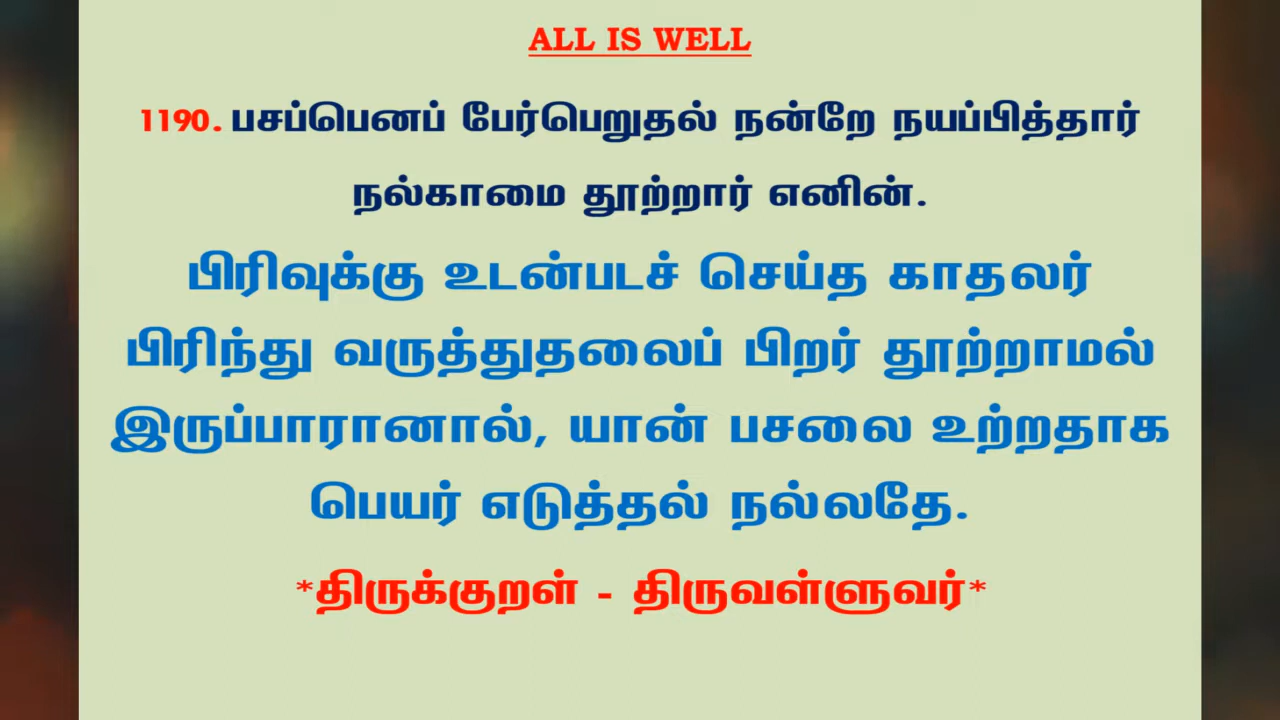 ALL IS WELL
1190. பசப்பெனப் பேர்பெறுதல் நன்றே நயப்பித்தார்
நல்காமை தூற்றார் எனின்.
பிரிவுக்கு உடன்படச் செய்த காதலர்
பிரிந்து வருத்துதலைப் பிறர் தூற்றாமல்
இருப்பாரானால், யான் பசலை உற்றதாக
பெயர் எடுத்தல் நல்லதே.
*திருக்குறள் - திருவள்ளுவர்*